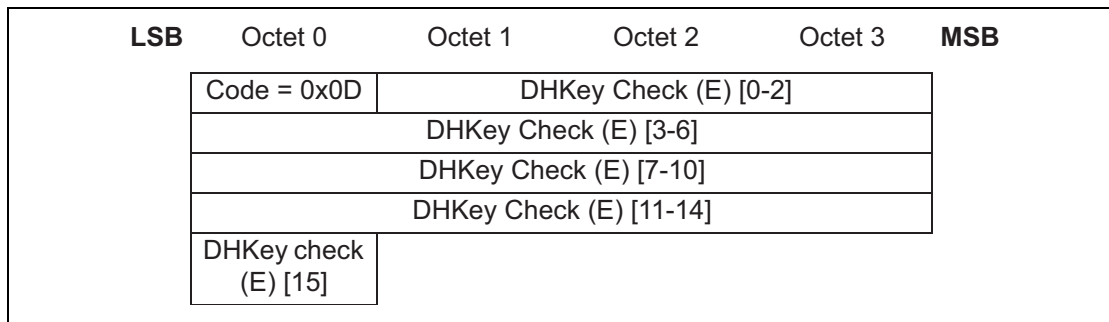 LSB Octet 0 Octet 1 Octet 2 Octet 3 MSB
Code = 0x0D DHKey Check (E) [0-2]
DHKey Check (E) [3-6]
DHKey Check (E) [7-10]
DHKey Check (E) [11-14]
DHKey check
(E) [15]